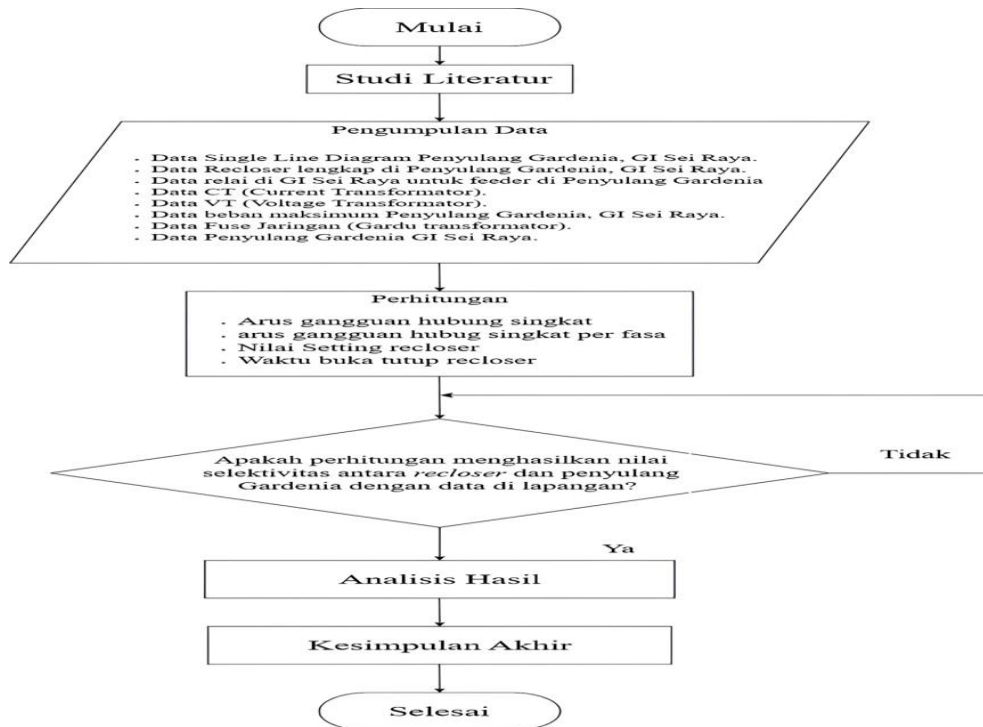 Mulai
Studi Literatur
Pengumpulan Data
. Data Single Line Diagram Penyulang Gardenia, GI Sei Raya.
. Data Recloser lengkap di Penyulang Gardenia, GI Sei Raya.
. Data relai di GI Sei Raya untuk feeder di Penyulang Gardenia
. Data CT (Current Transformator).
. Data VT (Voltage Transformator).
. Data beban maksimum Penyulang Gardenia, GI Sei Raya.
. Data Fuse Jaringan (Gardu transformator).
. Data Penyulang Gardenia GI Sei Raya.
Perhitungan
. Arus gangguan hubung singkat
. arus gangguan hubug singkat per fasa
. Nilai Setting recloser
. Waktu buka tutup recloser
Apakah perhitungan menghasilkan nilai
selektivitas antara recloser dan penyulang
Gardenia dengan data di lapangan?
Tidak
Ya
Analisis Hasil
Kesimpulan Akhir
Selesai